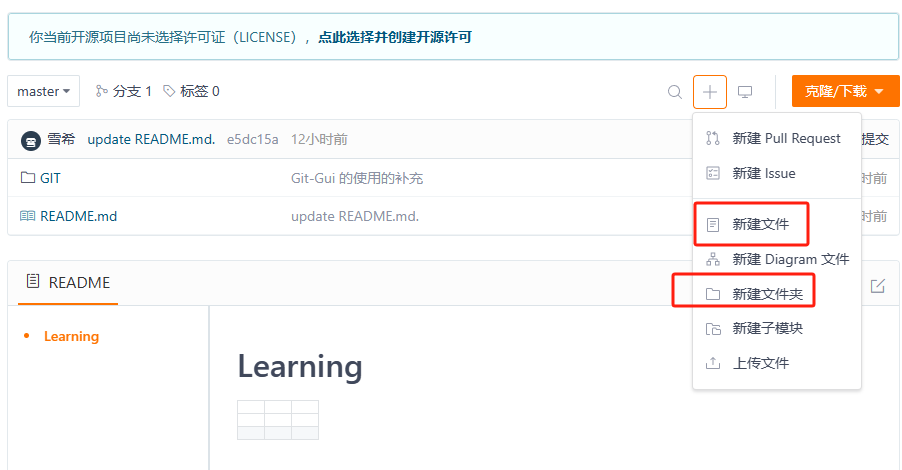 你当前开源项目尚未选择许可证（LICENSE），点此选择并创建开源许可
master 分支 1 标签 0 克隆/下载
雪希 update README.md. e5dc15a 12小时前 提交
GIT Git-Gui 的使用的补充 时前
README.md update README.md. 时前
新建 Pull Request
新建 Issue
新建文件
新建 Diagram 文件
新建文件夹
新建子模块
上传文件
README
Learning
Learning